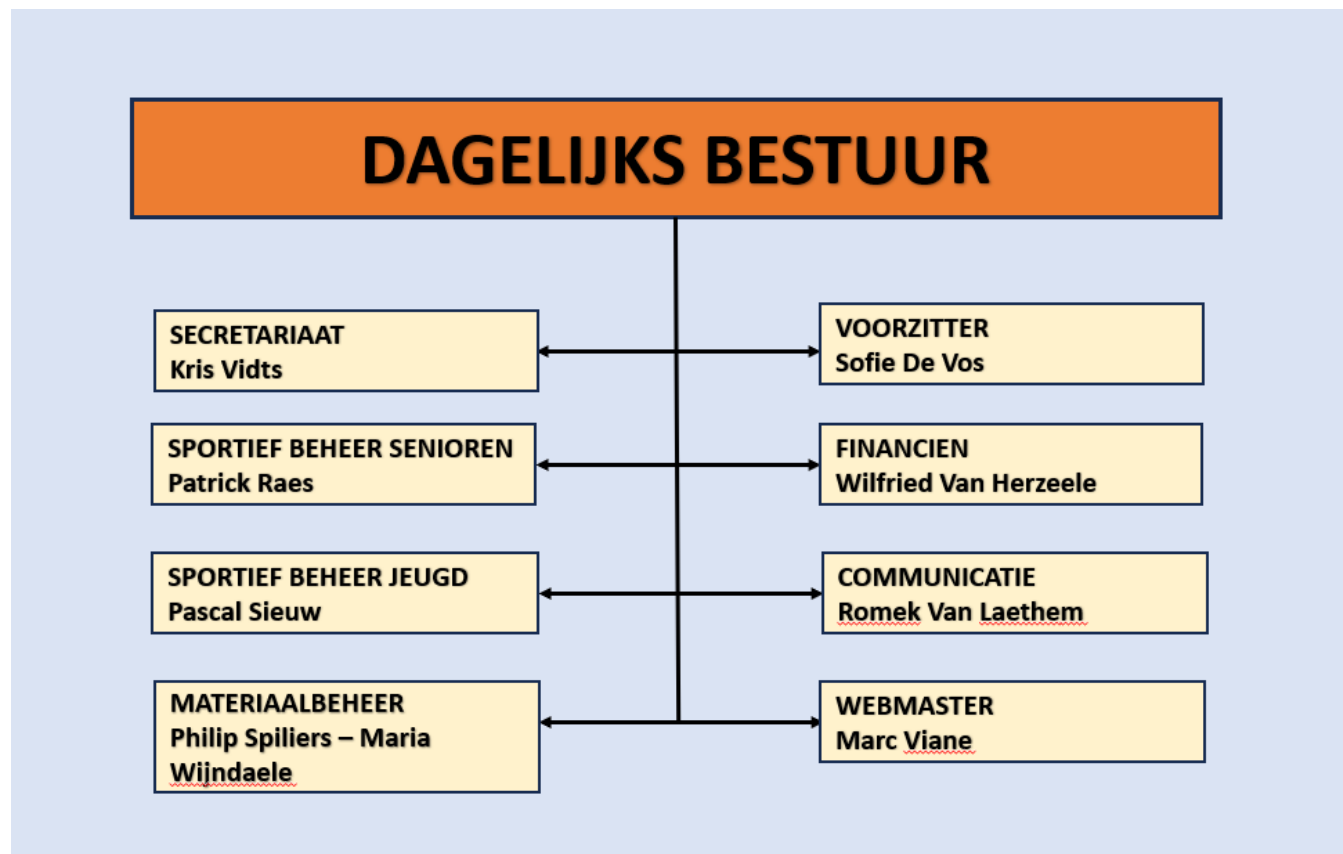 DAGELIJKS BESTUUR
SECRETARIAAT
Kris Vidts
VOORZITTER
Sofie De Vos
SPORTIEF BEHEER SENIOREN
Patrick Raes
FINANCIEN
Wilfried Van Herzeele
SPORTIEF BEHEER JEUGD
Pascal Sieuw
COMMUNICATIE
Romek Van Laethem
MATERIAALBEHEER
Philip Spiliers – Maria
Wijndaele
WEBMASTER
Marc Viane